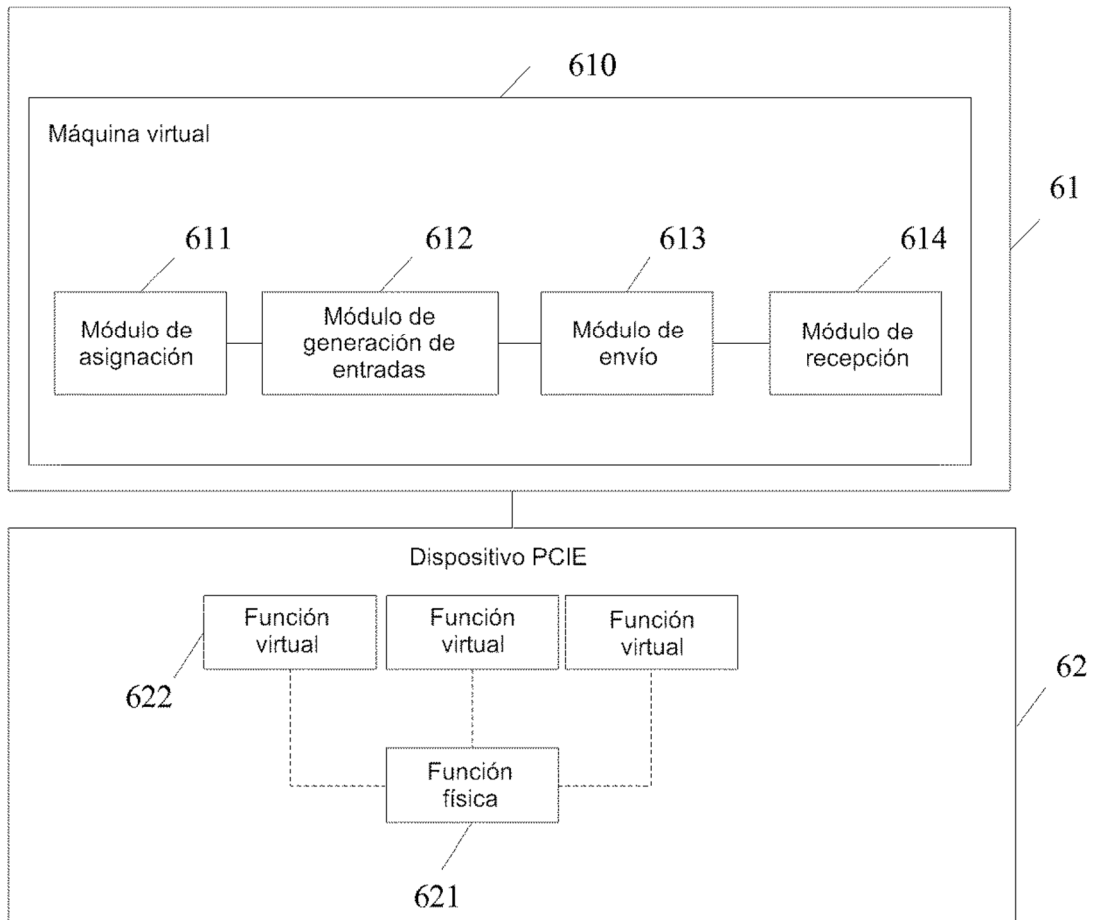 610
Máquina virtual
61
611
612
613
614
Módulo de
asignación
Módulo de
generación de
entradas
Módulo de
envío
Módulo de
recepción
Dispositivo PCIE
Función
virtual
Función
virtual
Función
virtual
622
62
Función
física
621